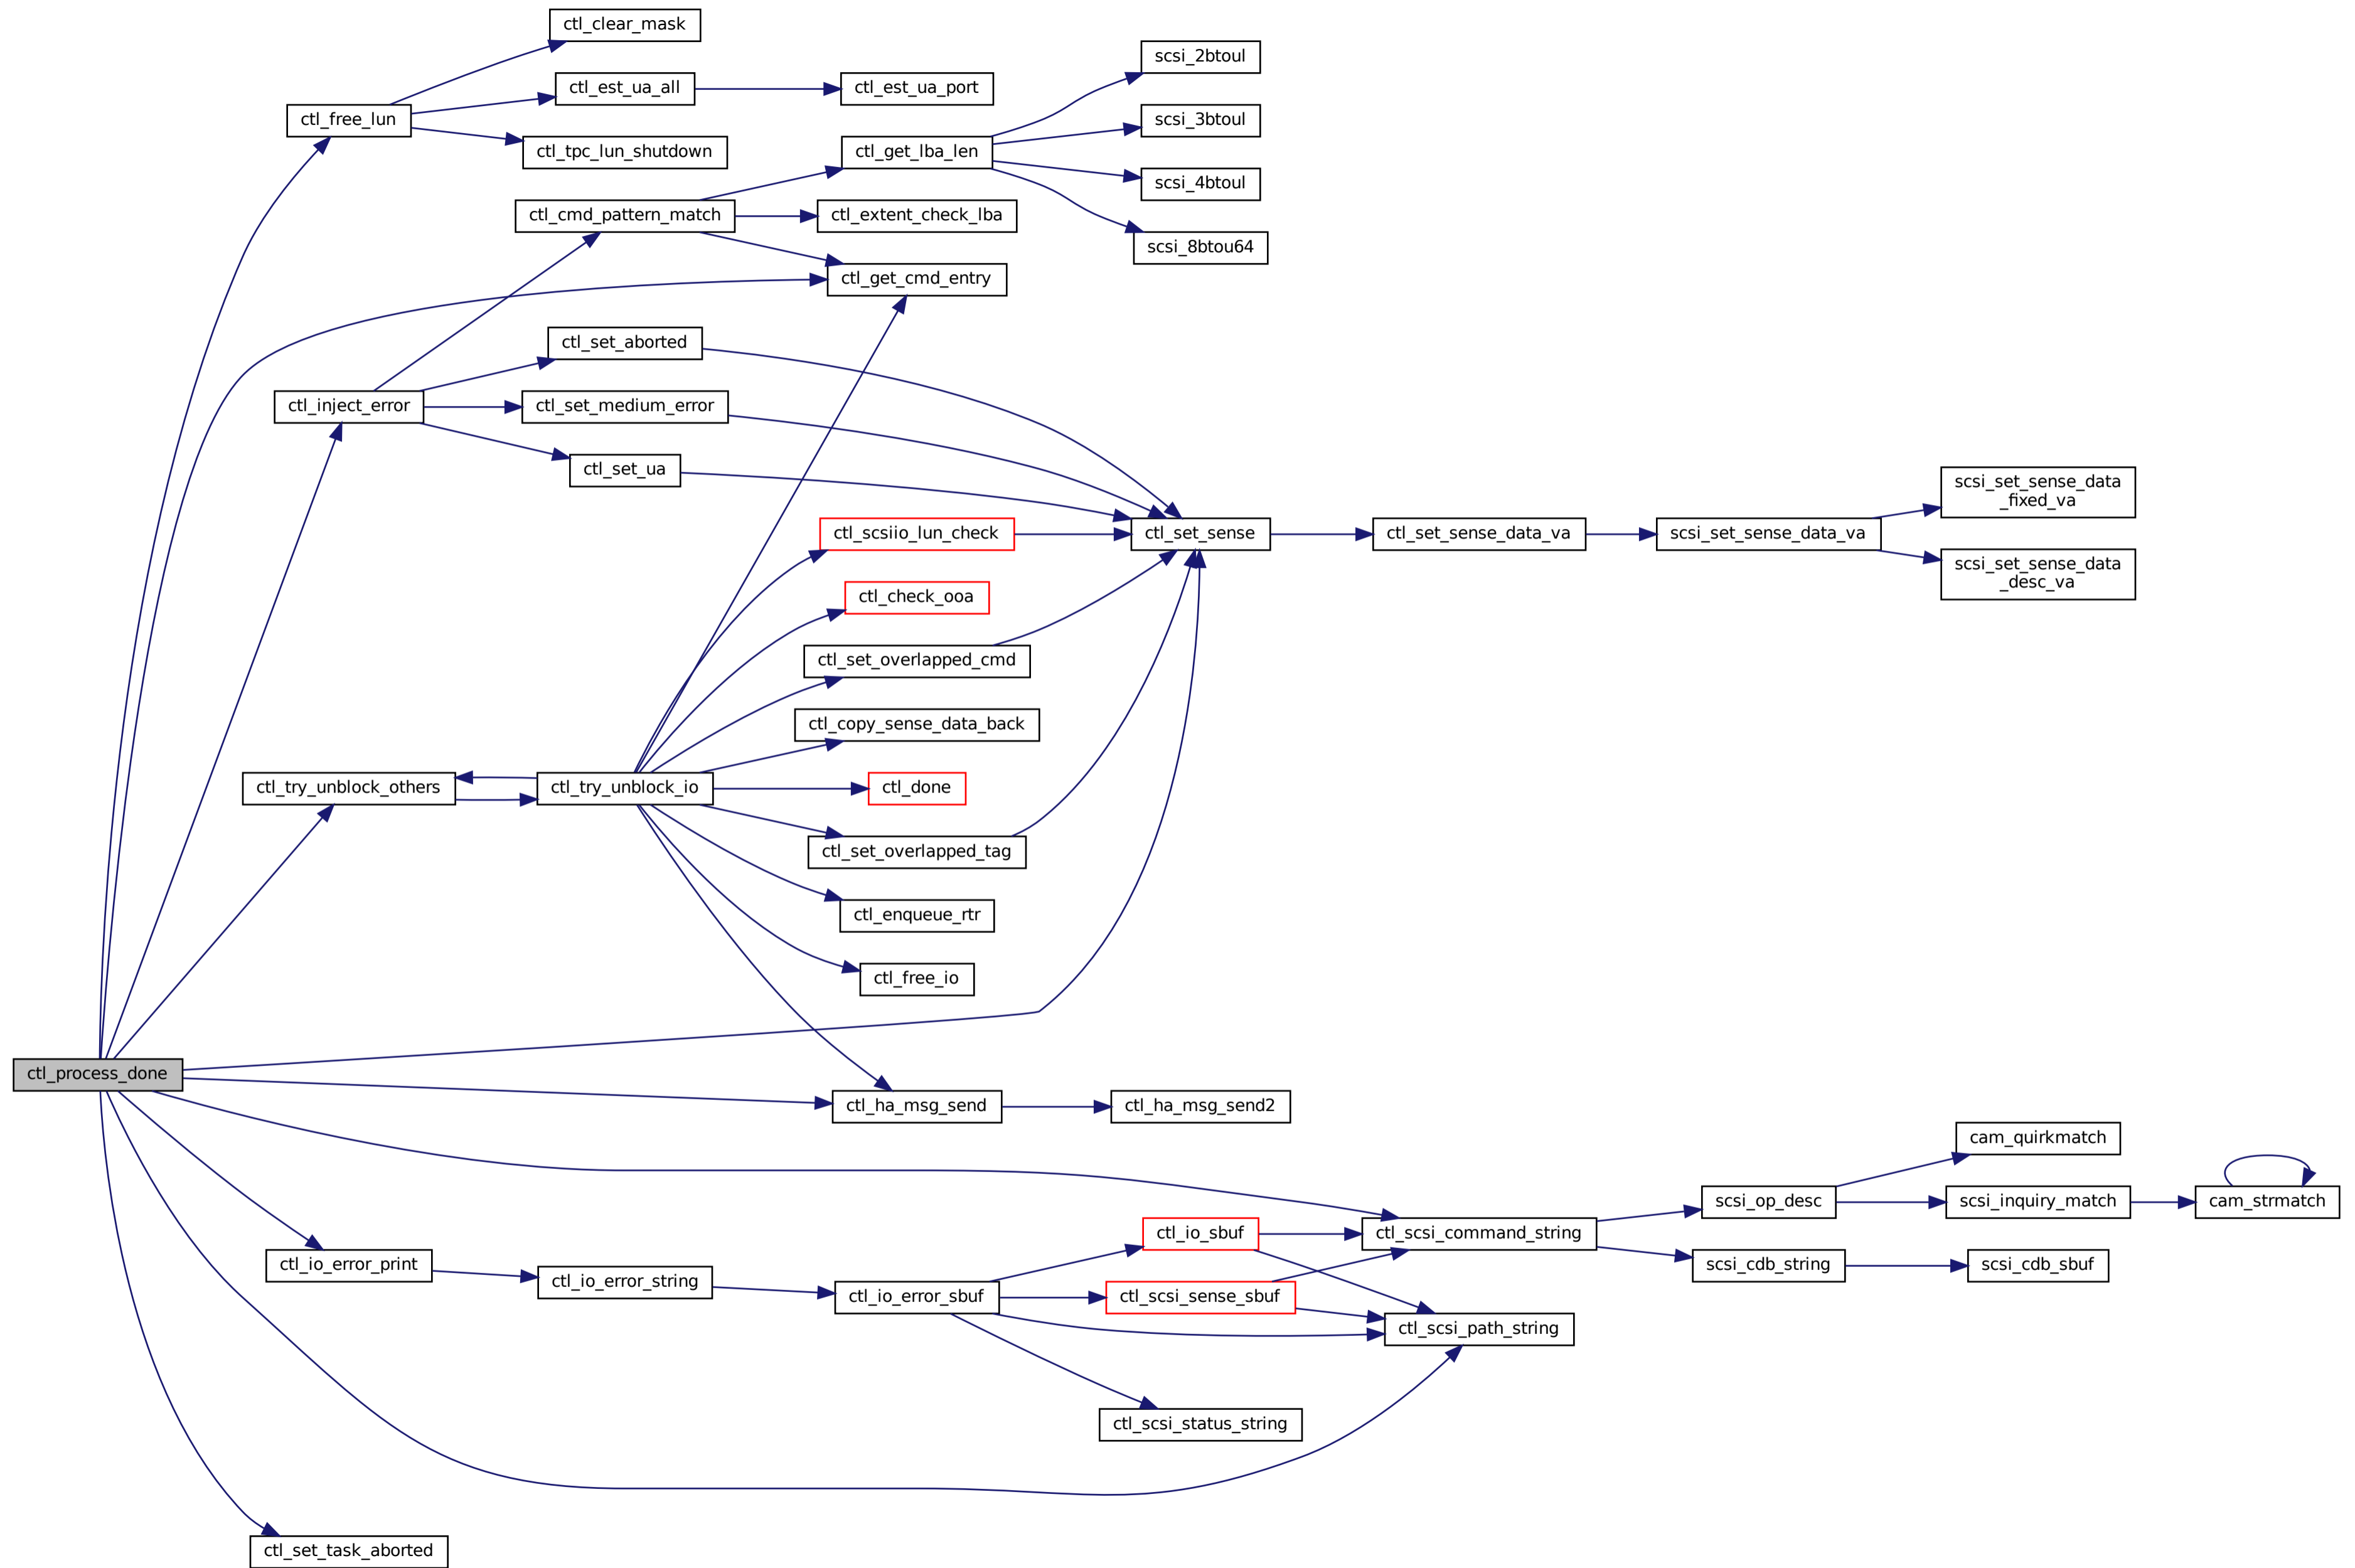 ctl_clear_mask
scsi_2btoul
ctl_est_ua_all
ctl_est_ua_port
ctl_free_lun
scsi_3btoul
ctl_tpc_lun_shutdown
ctl_get_lba_len
scsi_4btoul
ctl_cmd_pattern_match
ctl_extent_check_lba
scsi_8btou64
ctl_get_cmd_entry
ctl_set_aborted
ctl_inject_error
ctl_set_medium_error
ctl_set_ua
scsi_set_sense_data
_fixed_va
ctl_scsiio_lun_check
ctl_set_sense
ctl_set_sense_data_va
scsi_set_sense_data_va
scsi_set_sense_data
_desc_va
ctl_check_ooa
ctl_set_overlapped_cmd
ctl_copy_sense_data_back
ctl_try_unblock_others
ctl_try_unblock_io
ctl_done
ctl_set_overlapped_tag
ctl_enqueue_rtr
ctl_free_io
ctl_process_done
ctl_ha_msg_send
ctl_ha_msg_send2
cam_quirkmatch
scsi_op_desc
scsi_inquiry_match
cam_strmatch
ctl_io_sbuf
ctl_scsi_command_string
ctl_io_error_print
scsi_cdb_string
scsi_cdb_sbuf
ctl_io_error_string
ctl_io_error_sbuf
ctl_scsi_sense_sbuf
ctl_scsi_path_string
ctl_scsi_status_string
ctl_set_task_aborted